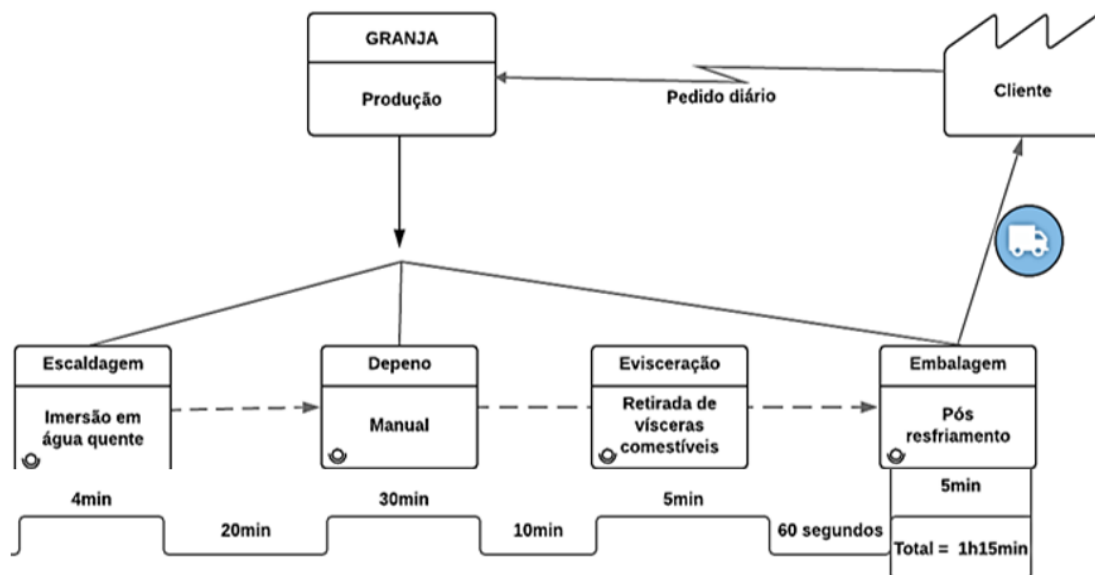 GRANJA
Produção
Pedido diário
Cliente
Escaldagem
Imersão em
água quente
Depeno
Manual
Evisceração
Retirada de
vísceras
comestíveis
Embalagem
Pós
resfriamento
4min
20min
30min
10min
5min
60 segundos
5min
Total = 1h15min